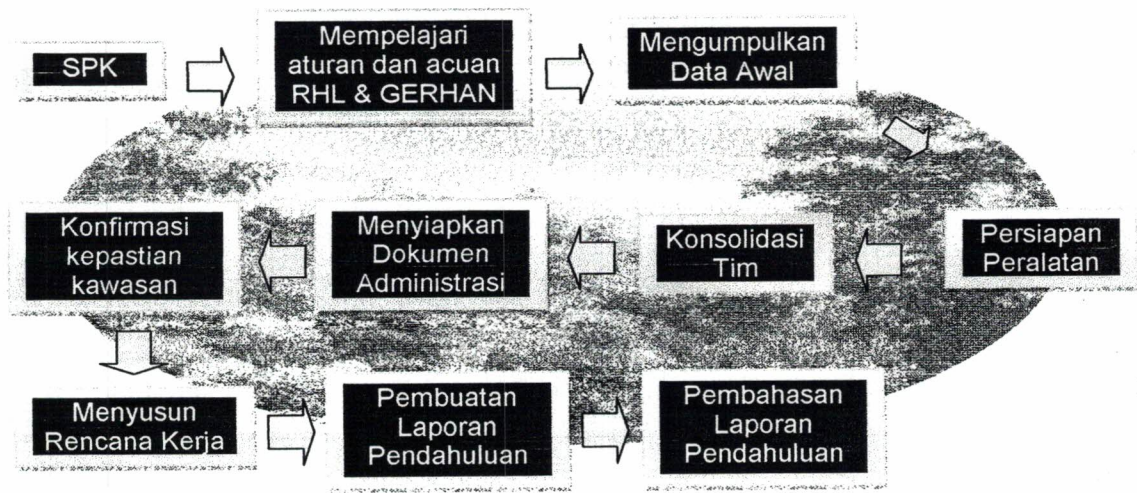 SPK
Mempelajari
aturan dan acuan
RHL & GERHAN
Mengumpulkan
Data Awal
Persiapan
Peralatan
Konsolidasi
Tim
Menyiapkan
Dokumen
Administrasi
Konfirmasi
kepastian
kawasan
Menyusun
Rencana Kerja
Pembuatan
Laporan
Pendahuluan
Pembahasan
Laporan
Pendahuluan